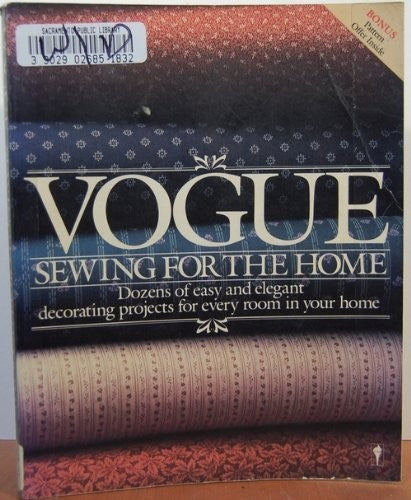 SACRAMENTO PUBLIC LIBRARY
3 9029 02685 1832
BONUS
Pattern
Offer Inside
VOGUE
SEWING FOR THE HOME
Dozens of easy and elegant
decorating projects for every room in your home